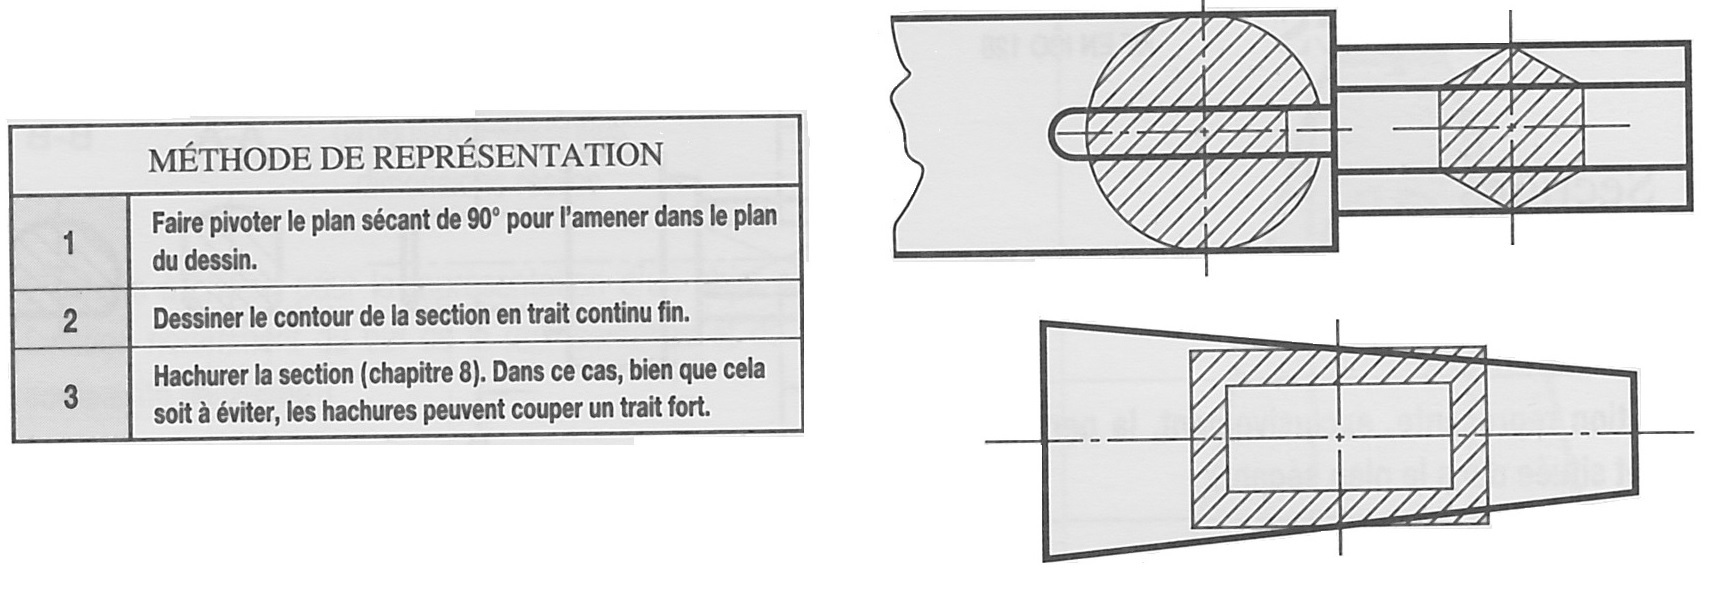 MÉTHODE DE REPRÉSENTATION
1
Faire pivoter le plan sécant de 90° pour l'amener dans le plan
du dessin.
2
Dessiner le contour de la section en trait continu fin.
3
Hachurer la section (chapitre 8). Dans ce cas, bien que cela
soit à éviter, les hachures peuvent couper un trait fort.